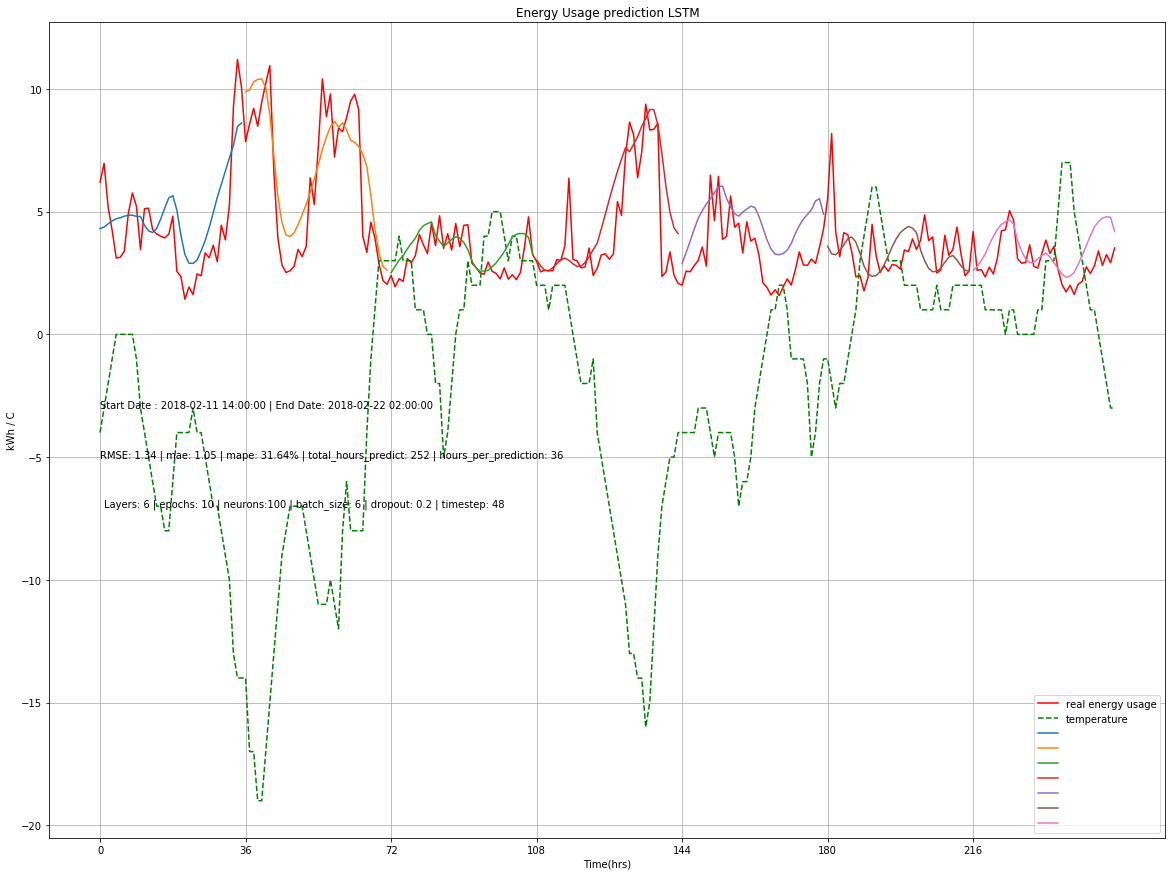 Energy Usage prediction LSTM
kWh / C
10
5
0
−5
−10
−15
−20
Start Date : 2018-02-11 14:00:00 | End Date: 2018-02-22 02:00:00
RMSE: 1.34 | mae: 1.05 | mape: 31.64% | total_hours_predict: 252 | hours_per_prediction: 36
Layers: 6 | epochs: 10 | neurons:100 | batch_size: 6 | dropout: 0.2 | timestep: 48
real energy usage
temperature
0 36 72 108 144 180 216
Time(hrs)